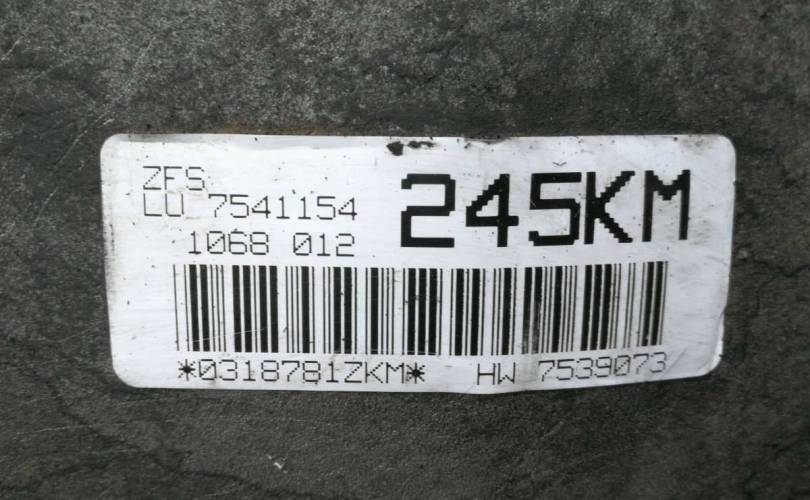 ZFS
LU 7541154
1068 012
245KM
*0318781ZKM* HW 7539073